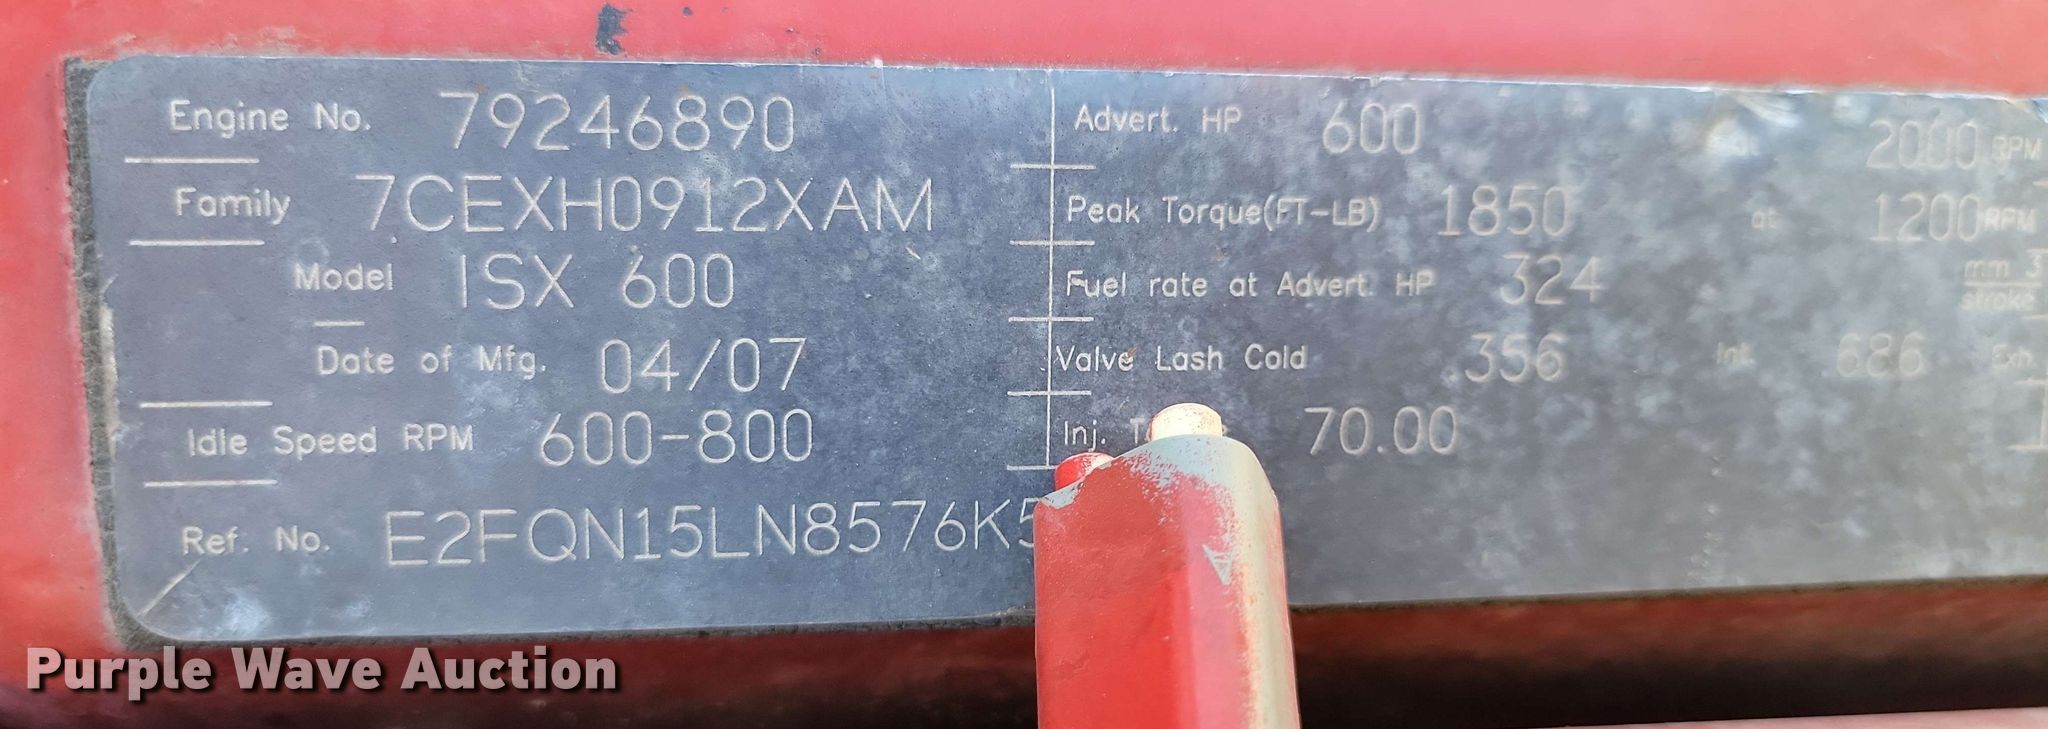 Engine No. 79246890
Family 7CEXH0912XAM
Model ISX 600
Date of Mfg. 04/07
Idle Speed RPM 600-800
Ref. No. E2FQN15LN8576K5
Advert. HP 600 at 2000 RPM
Peak Torque(FT-LB) 1850 at 1200 RPM
Fuel rate at Advert. HP 324 mm 3
stroke
Valve Lash Cold .356 Int. .686 Exh.
Inj. 70.00
Purple Wave Auction